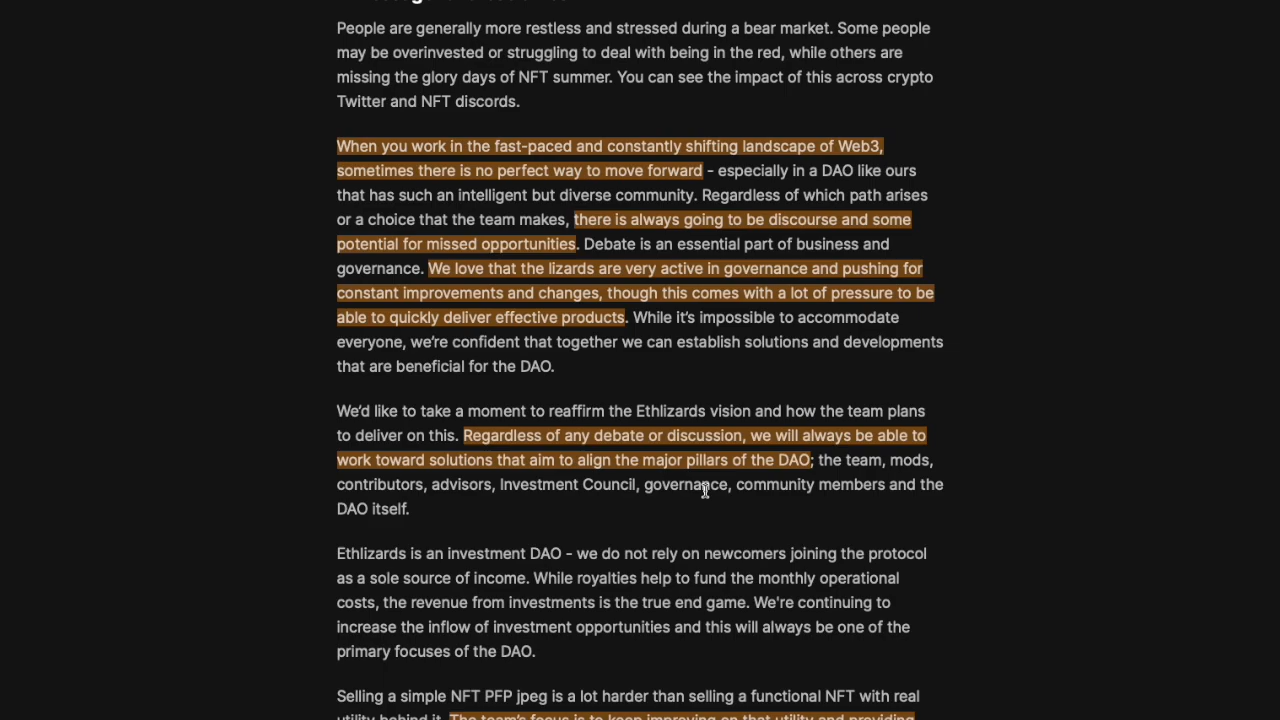 People are generally more restless and stressed during a bear market. Some people
may be overinvested or struggling to deal with being in the red, while others are
missing the glory days of NFT summer. You can see the impact of this across crypto
Twitter and NFT discords.
When you work in the fast-paced and constantly shifting landscape of Web3,
sometimes there is no perfect way to move forward - especially in a DAO like ours
that has such an intelligent but diverse community. Regardless of which path arises
or a choice that the team makes, there is always going to be discourse and some
potential for missed opportunities. Debate is an essential part of business and
governance. We love that the lizards are very active in governance and pushing for
constant improvements and changes, though this comes with a lot of pressure to be
able to quickly deliver effective products. While it’s impossible to accommodate
everyone, we’re confident that together we can establish solutions and developments
that are beneficial for the DAO.
We’d like to take a moment to reaffirm the Ethlizards vision and how the team plans
to deliver on this. Regardless of any debate or discussion, we will always be able to
work toward solutions that aim to align the major pillars of the DAO; the team, mods,
contributors, advisors, Investment Council, governance, community members and the
DAO itself.
Ethlizards is an investment DAO - we do not rely on newcomers joining the protocol
as a sole source of income. While royalties help to fund the monthly operational
costs, the revenue from investments is the true end game. We're continuing to
increase the inflow of investment opportunities and this will always be one of the
primary focuses of the DAO.
Selling a simple NFT PFP jpeg is a lot harder than selling a functional NFT with real
utility behind it. The team’s focus is to keep improving on that utility and providing